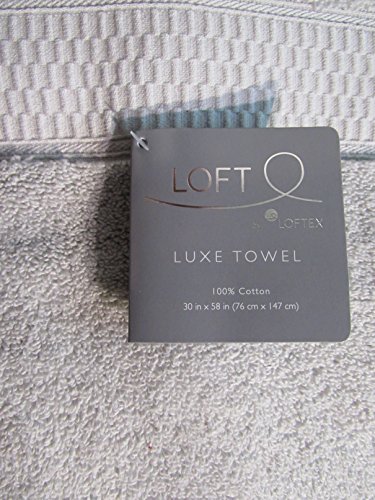 LOFT
by LOFTEX
LUXE TOWEL
100% Cotton
30 in x 58 in (76 cm x 147 cm)